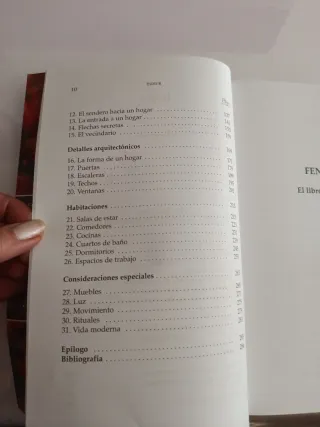 10
ÍNDICE
12. El sendero hacia un hogar
13. La entrada a un hogar
14. Flechas secretas
15. El vecindario
Detalles arquitectónicos
16. La forma de un hogar
17. Puertas
18. Escaleras
19. Techos
20. Ventanas
Habitaciones
21. Salas de estar
22. Comedores
23. Cocinas
24. Cuartos de baño
25. Dormitorios
26. Espacios de trabajo
Consideraciones especiales
27. Muebles
28. Luz
29. Movimiento
30. Rituales
31. Vida moderna
Epílogo
Bibliografía
FEN
El libre